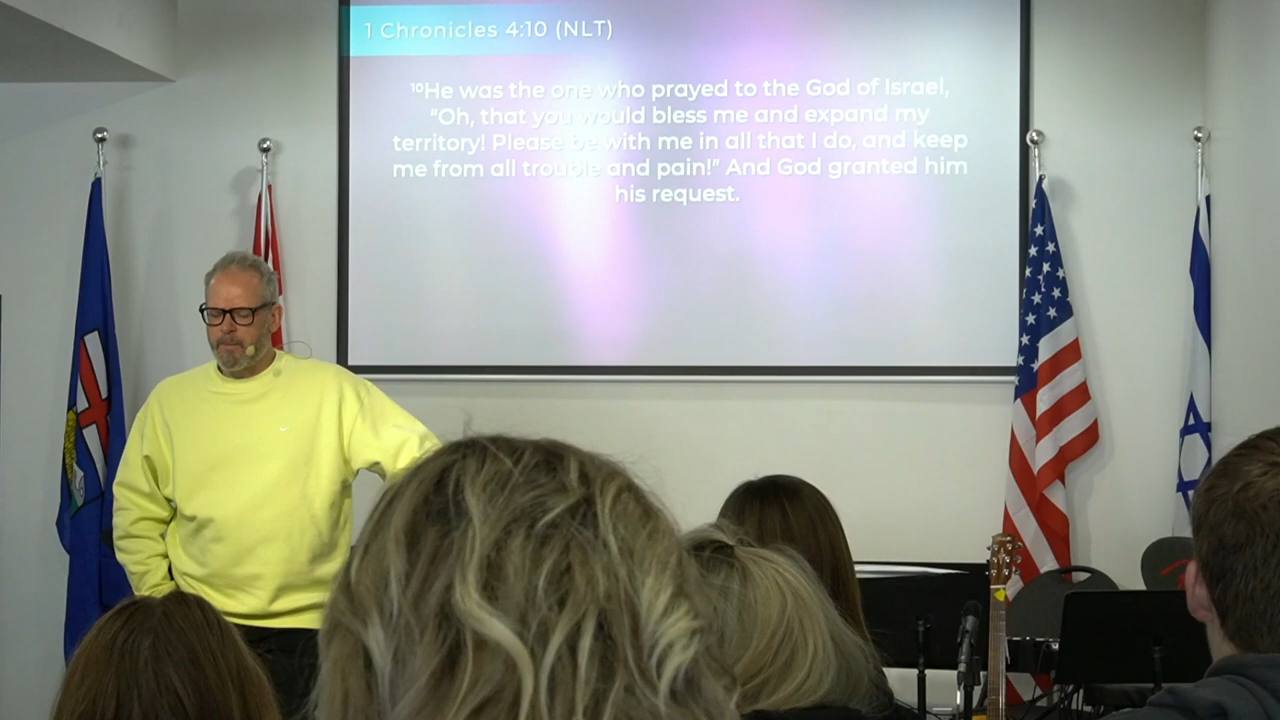 1 Chronicles 4:10 (NLT)
¹⁰He was the one who prayed to the God of Israel,
"Oh, that you would bless me and expand my
territory! Please be with me in all that I do, and keep
me from all trouble and pain!" And God granted him
his request.